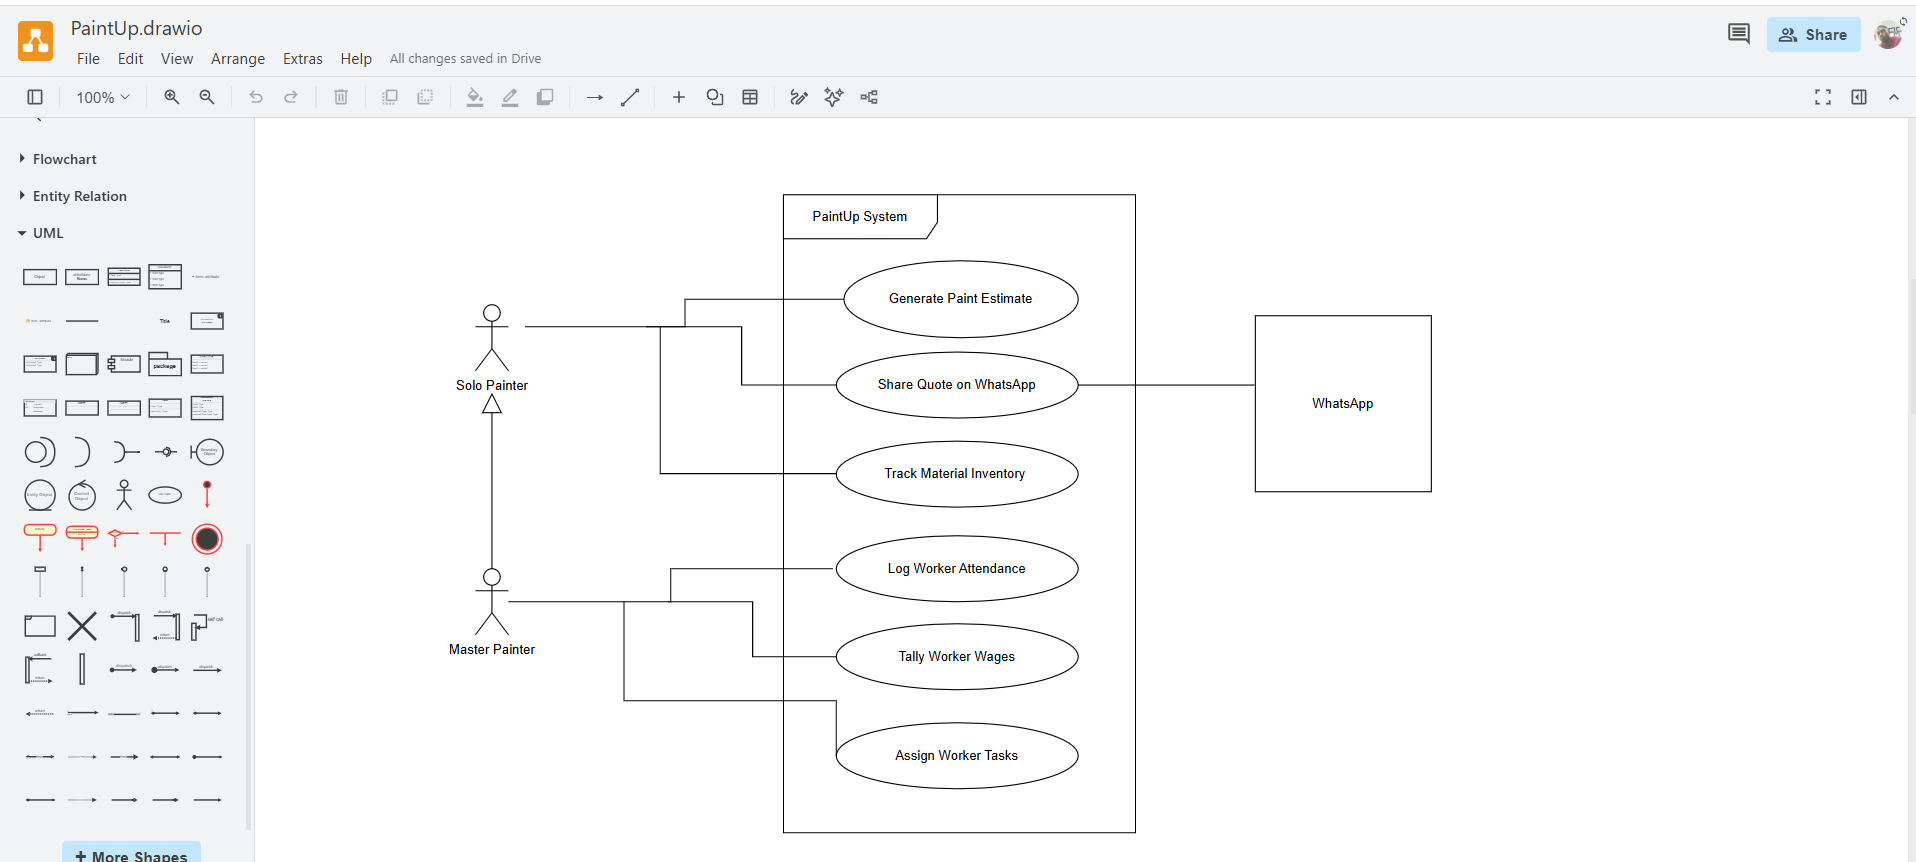 PaintUp.drawio
File Edit View Arrange Extras Help All changes saved in Drive
Share
100%
Flowchart
Entity Relation
UML
Title
package
More Shapes
PaintUp System
Generate Paint Estimate
Solo Painter
Share Quote on WhatsApp
WhatsApp
Track Material Inventory
Log Worker Attendance
Master Painter
Tally Worker Wages
Assign Worker Tasks